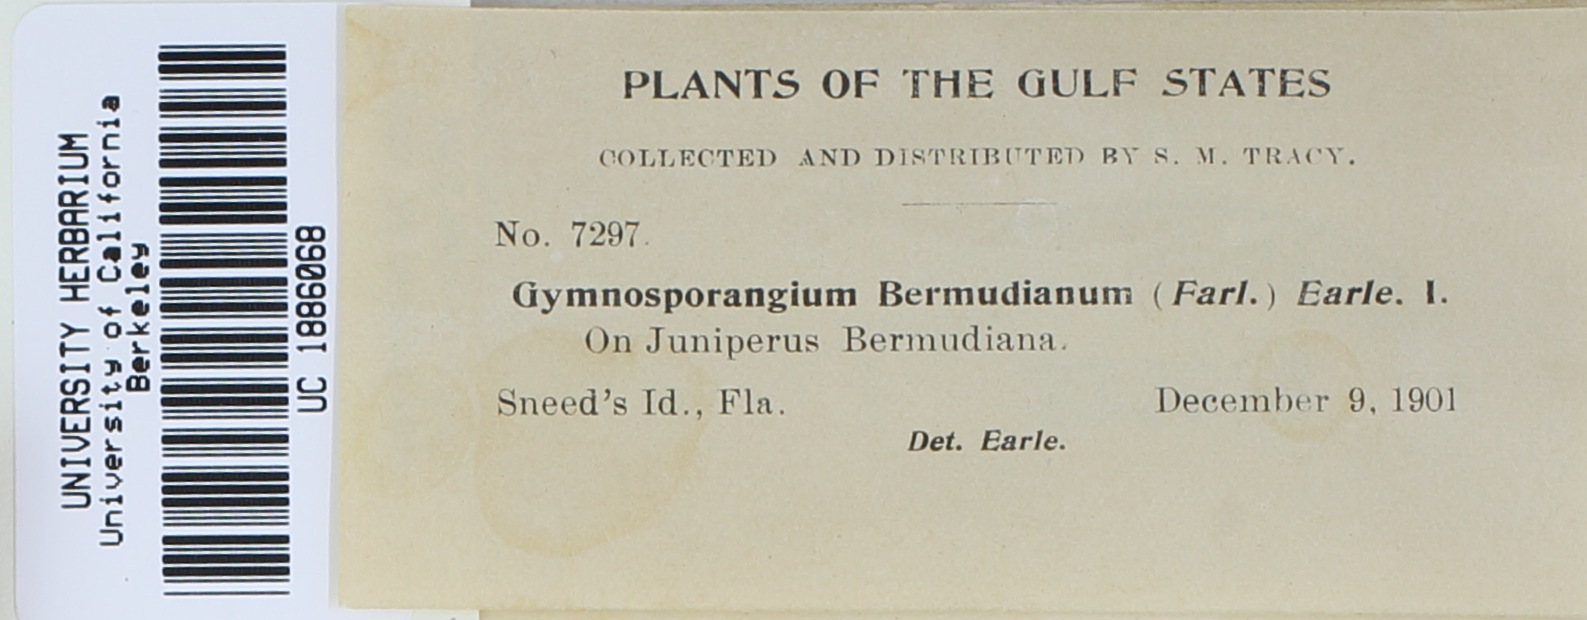 UNIVERSITY HERBARIUM
University of California
Berkeley
UC 1886068
PLANTS OF THE GULF STATES
COLLECTED AND DISTRIBUTED BY S. M. TRACY.
No. 7297.
Gymnosporangium Bermudianum (Farl.) Earle. I.
On Juniperus Bermudiana.
Sneed's Id., Fla. December 9, 1901
Det. Earle.